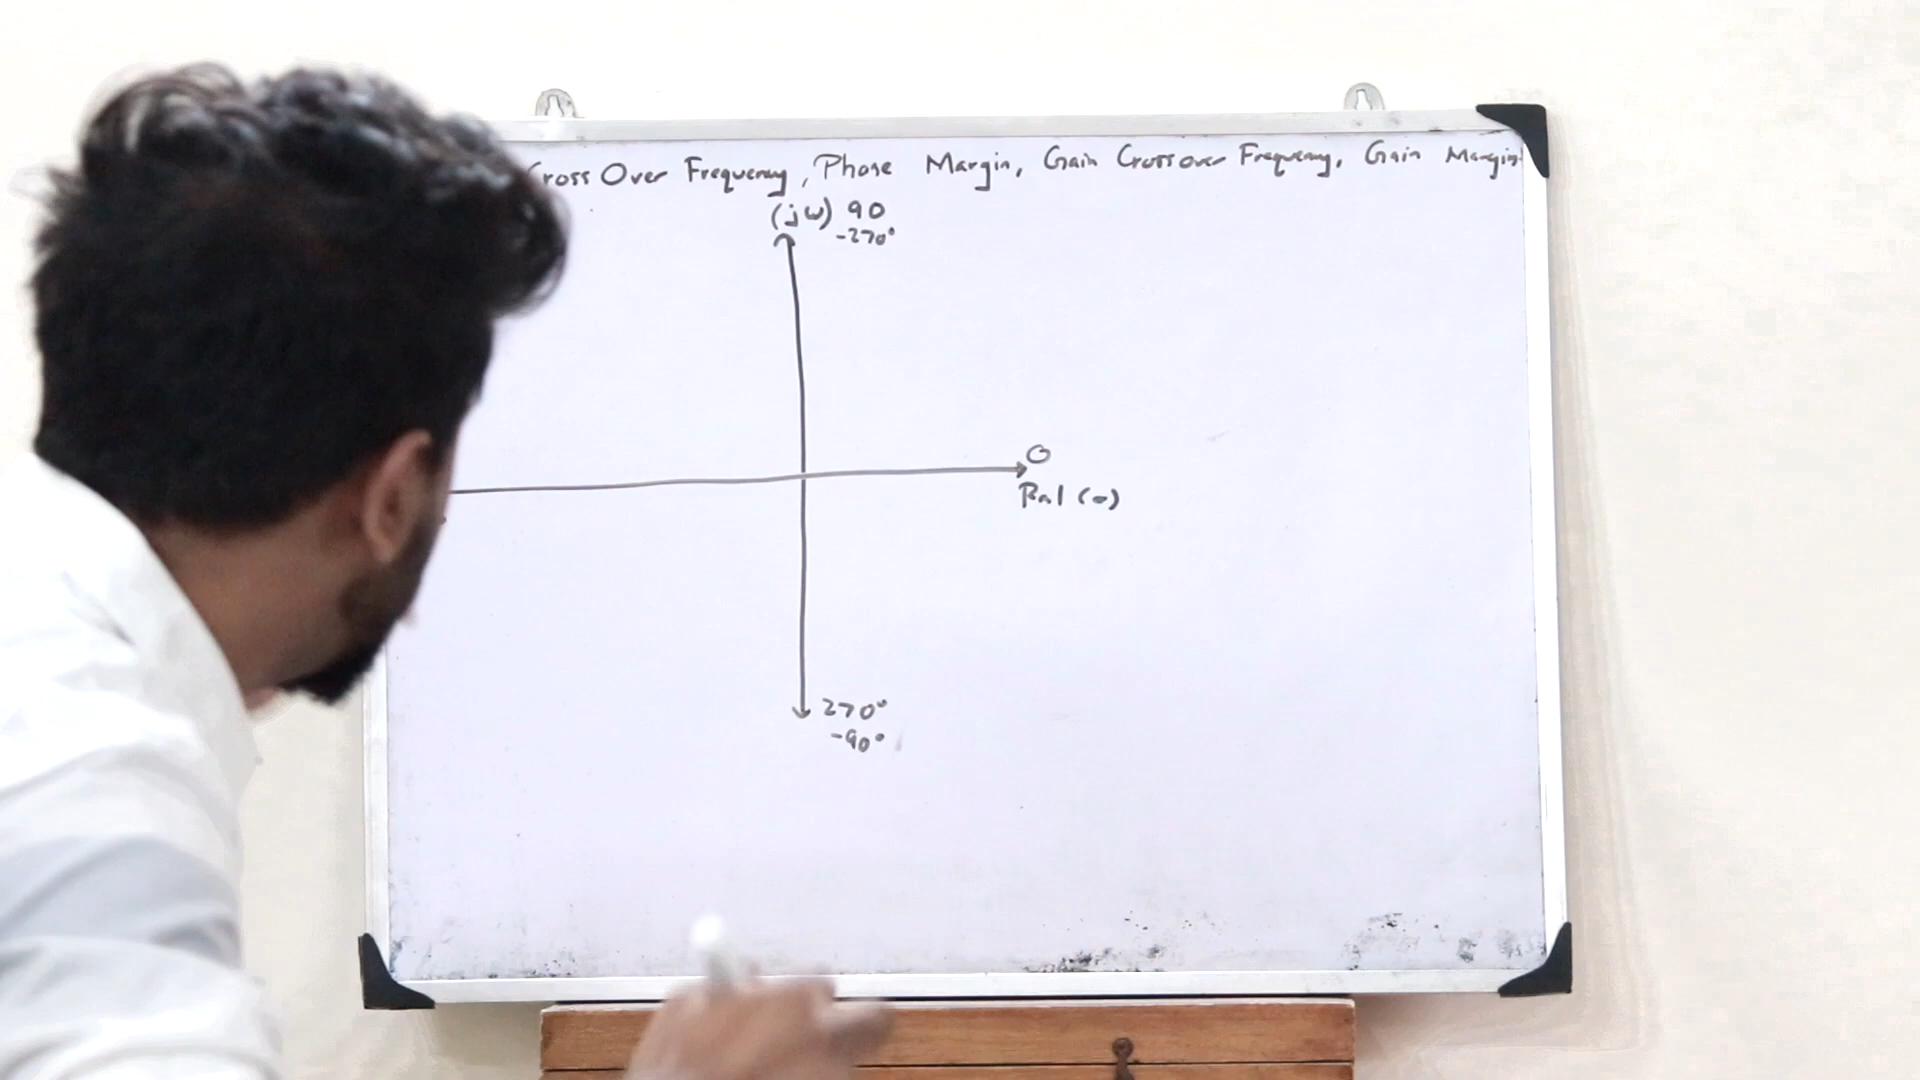 Cross Over Frequency, Phase Margin, Gain Crossover Frequency, Gain Margin
(jω) 90
-270°
0
Real (σ)
270°
-90°